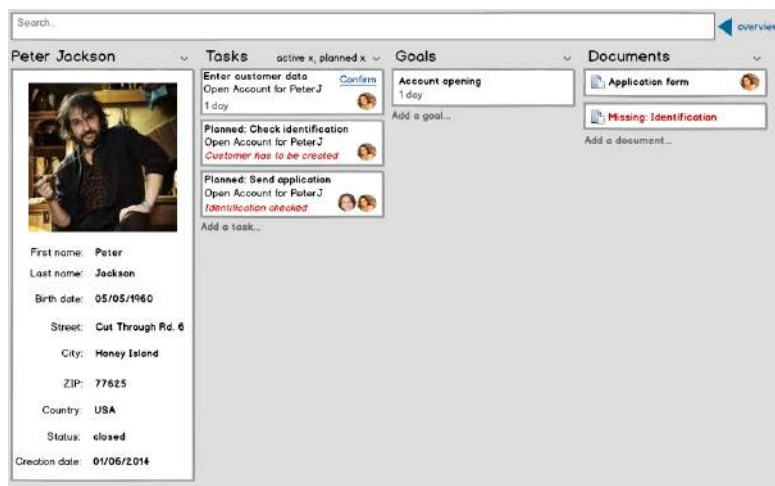 Search...
overview
Peter Jackson
First name: Peter
Last name: Jackson
Birth date: 05/05/1960
Street: Cut Through Rd. 6
City: Honey Island
ZIP: 77625
Country: USA
Status: closed
Creation date: 01/06/2014
Tasks active x, planned x
Enter customer data Confirm
Open Account for PeterJ
1 day
Planned: Check identification
Open Account for PeterJ
Customer has to be created
Planned: Send application
Open Account for PeterJ
Identification checked
Add a task...
Goals
Account opening
1 day
Add a goal...
Documents
Application form
Missing: Identification
Add a document...